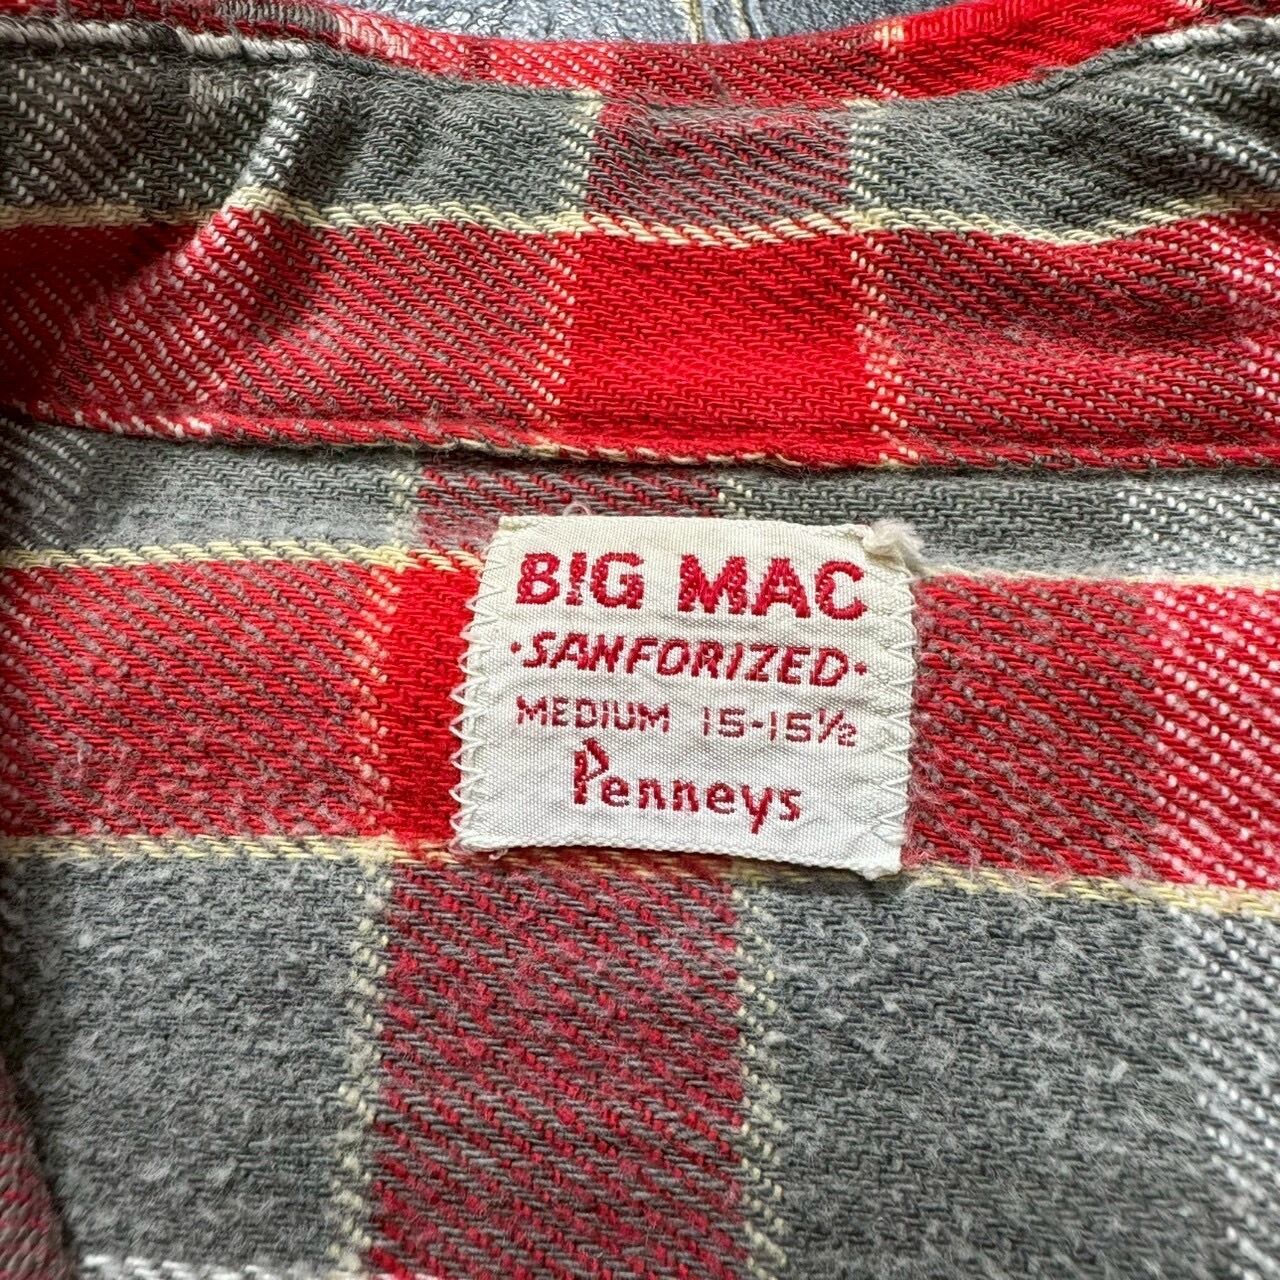 BIG MAC
·SANFORIZED·
MEDIUM 15-15½
Penneys